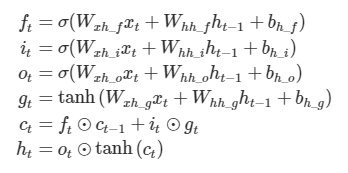 f_t = σ(W_{xh_f}x_t + W_{hh_f}h_{t-1} + b_{h_f})
i_t = σ(W_{xh_i}x_t + W_{hh_i}h_{t-1} + b_{h_i})
o_t = σ(W_{xh_o}x_t + W_{hh_o}h_{t-1} + b_{h_o})
g_t = tanh (W_{xh_g}x_t + W_{hh_g}h_{t-1} + b_{h_g})
c_t = f_t ⊙ c_{t-1} + i_t ⊙ g_t
h_t = o_t ⊙ tanh (c_t)